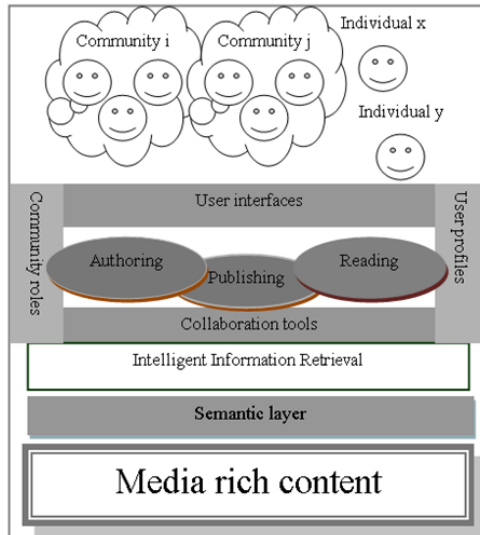 Individual x
Community i
Community j
Individual y
User interfaces
Community roles
User profiles
Authoring
Publishing
Reading
Collaboration tools
Intelligent Information Retrieval
Semantic layer
Media rich content